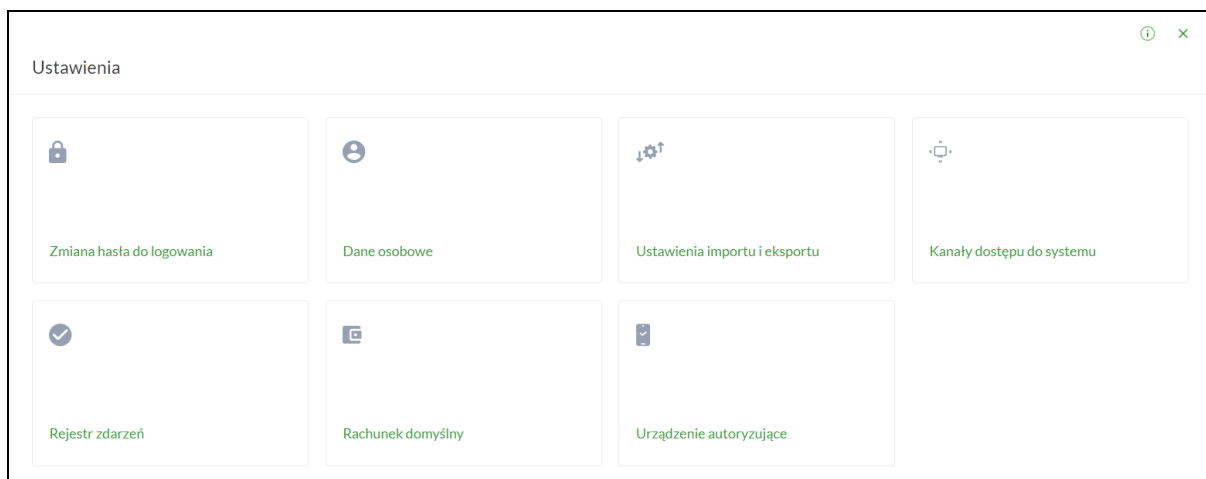 Ustawienia
Zmiana hasła do logowania
Dane osobowe
Ustawienia importu i eksportu
Kanały dostępu do systemu
Rejestr zdarzeń
Rachunek domyślny
Urządzenie autoryzujące